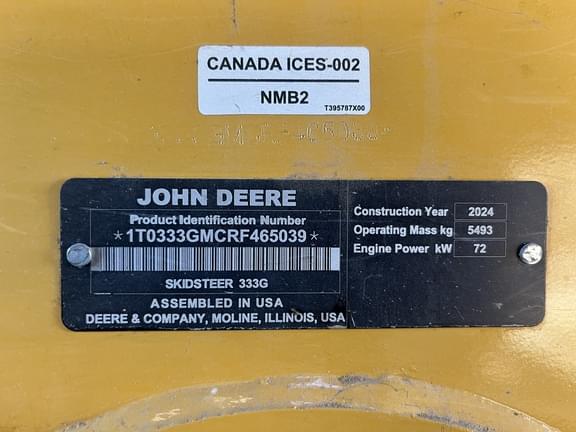 CANADA ICES-002
NMB2
T395787X00
JOHN DEERE
Product Identification Number
*1T0333GMCRF465039*
SKIDSTEER 333G
ASSEMBLED IN USA
DEERE & COMPANY, MOLINE, ILLINOIS, USA
Construction Year 2024
Operating Mass kg 5493
Engine Power kW 72